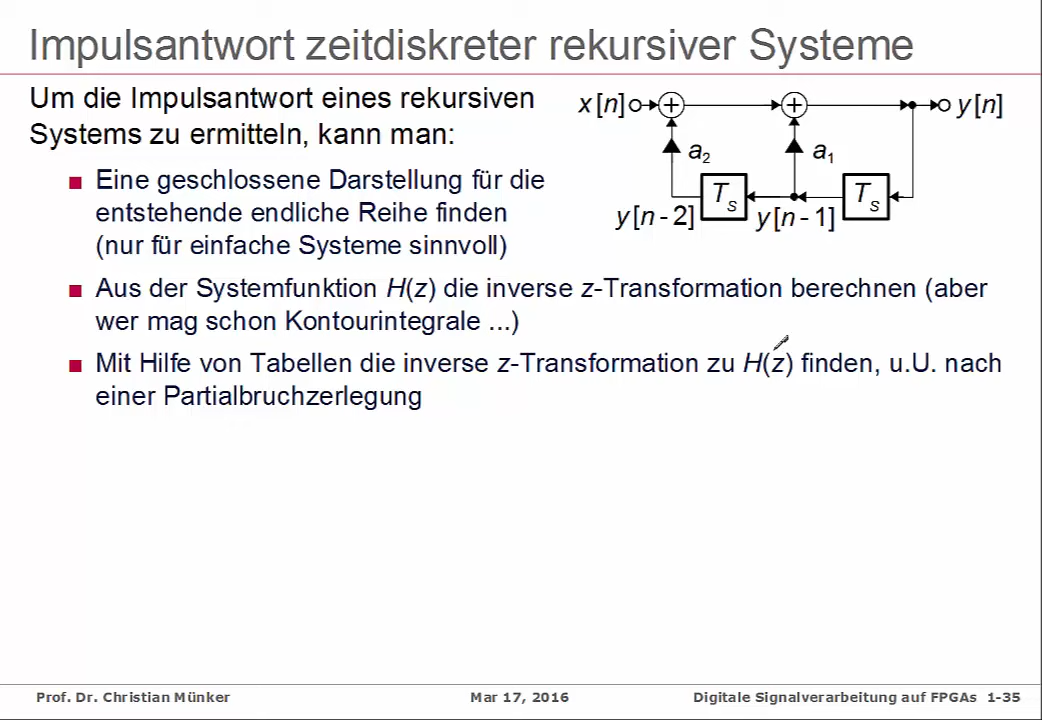 Impulsantwort zeitdiskreter rekursiver Systeme
Um die Impulsantwort eines rekursiven
Systems zu ermitteln, kann man:
x[n] + + y[n]
a₂ a₁
Tₛ Tₛ
y[n - 2] y[n - 1]
■ Eine geschlossene Darstellung für die
entstehende endliche Reihe finden
(nur für einfache Systeme sinnvoll)
■ Aus der Systemfunktion H(z) die inverse z-Transformation berechnen (aber
wer mag schon Kontourintegrale ...)
■ Mit Hilfe von Tabellen die inverse z-Transformation zu H(z) finden, u.U. nach
einer Partialbruchzerlegung
Prof. Dr. Christian Münker Mar 17, 2016 Digitale Signalverarbeitung auf FPGAs 1-35